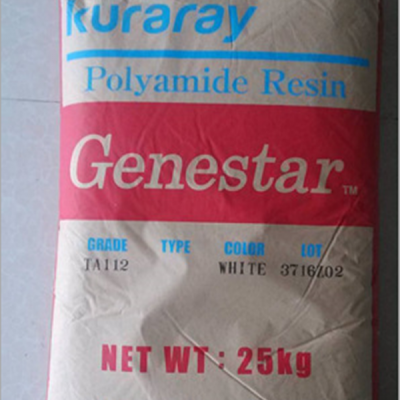 kuraray
Polyamide Resin
Genestar™
GRADE TYPE COLOR LOT
TA112 WHITE 3716Z02
NET WT : 25kg